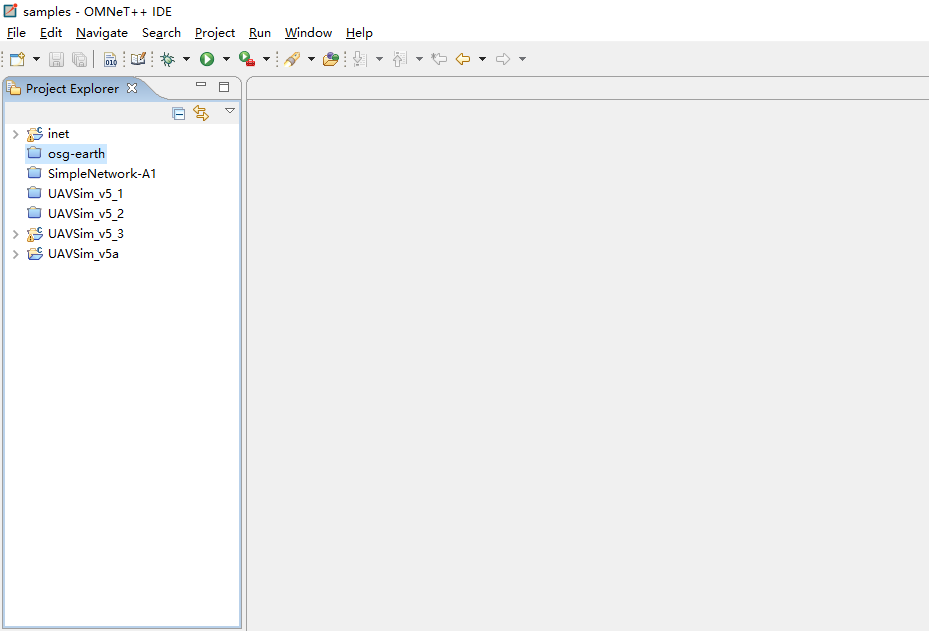 samples - OMNeT++ IDE
File Edit Navigate Search Project Run Window Help
010
Project Explorer
inet
osg-earth
SimpleNetwork-A1
UAVSim_v5_1
UAVSim_v5_2
UAVSim_v5_3
UAVSim_v5a